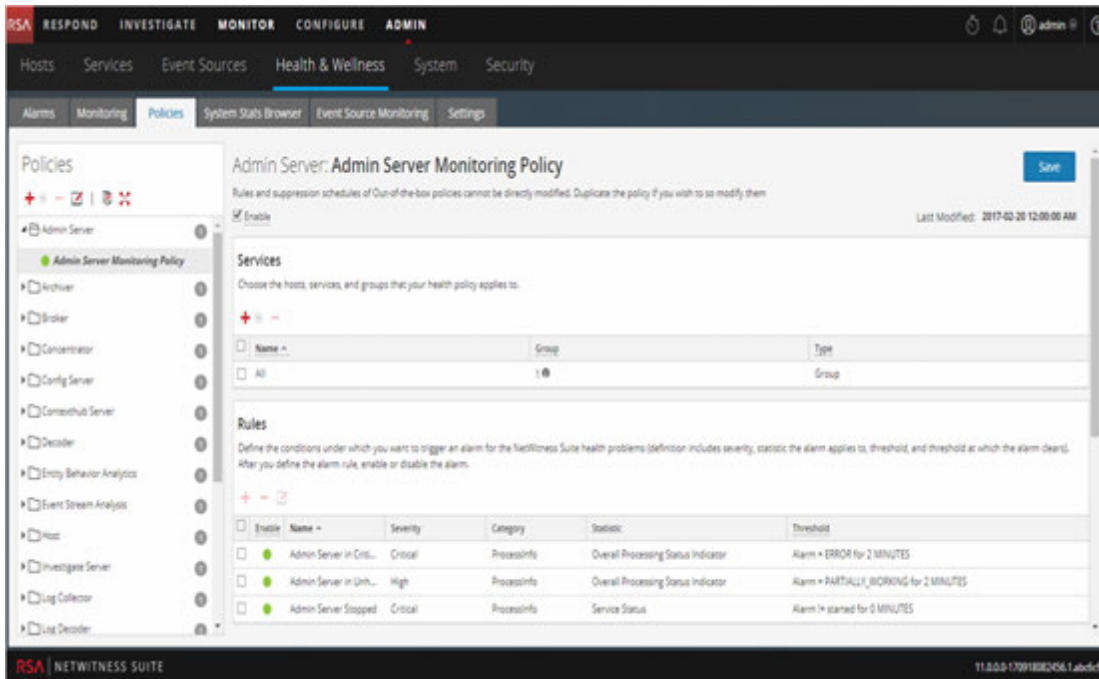 RSA RESPOND INVESTIGATE MONITOR CONFIGURE ADMIN admin
Hosts Services Event Sources Health & Wellness System Security
Alarms Monitoring Policies System Stats Browser Event Source Monitoring Settings
Policies
Admin Server
Admin Server Monitoring Policy
Archiver
Broker
Concentrator
Config Server
Contexthub Server
Decoder
Entity Behavior Analytics
Event Stream Analysis
Host
Investigate Server
Log Collector
Log Decoder
Admin Server: Admin Server Monitoring Policy
Save
Rules and suppression schedules of Out-of-the-box policies cannot be directly modified. Duplicate the policy if you wish to so modify them
Enable
Last Modified: 2017-02-20 12:00:00 AM
Services
Choose the hosts, services, and groups that your health policy applies to.
Name Group Type
All 1 Group
Rules
Define the conditions under which you want to trigger an alarm for the NetWitness Suite health problems (definition includes severity, statistic the alarm applies to, threshold, and threshold at which the alarm clears).
After you define the alarm rule, enable or disable the alarm.
Enable Name Severity Category Statistic Threshold
Admin Server in Criti... Critical ProcessInfo Overall Processing Status Indicator Alarm = ERROR for 2 MINUTES
Admin Server in Unh... High ProcessInfo Overall Processing Status Indicator Alarm = PARTIALLY_WORKING for 2 MINUTES
Admin Server Stopped Critical ProcessInfo Service Status Alarm != started for 0 MINUTES
RSA NETWITNESS SUITE